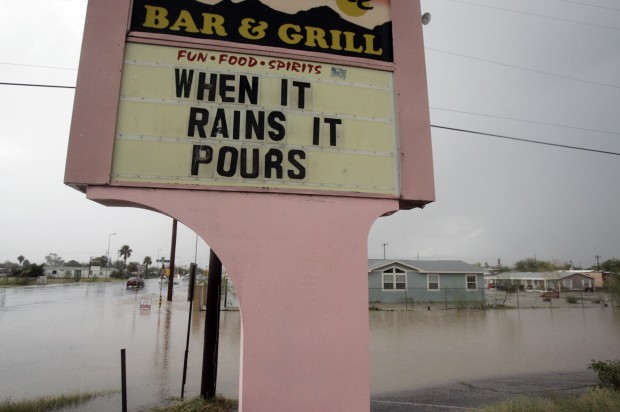 BAR & GRILL
FUN • FOOD • SPIRITS
WHEN IT
RAINS IT
POURS